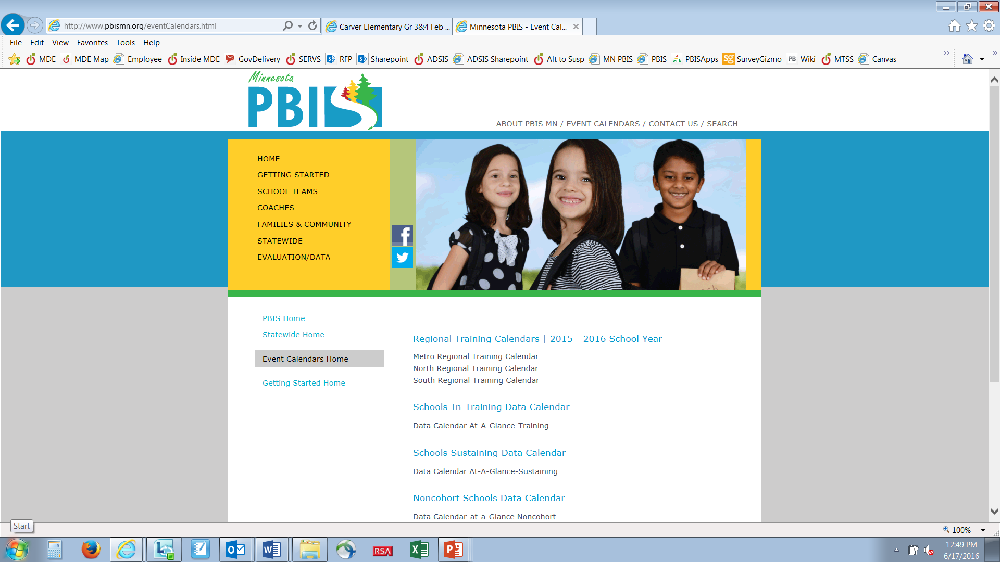 http://www.pbismn.org/eventCalendars.html
Carver Elementary Gr 3&4 Feb ...
Minnesota PBIS - Event Cal...
File Edit View Favorites Tools Help
MDE MDE Map Employee Inside MDE GovDelivery SERVS RFP Sharepoint ADSIS ADSIS Sharepoint Alt to Susp MN PBIS PBIS PBISApps SurveyGizmo Wiki MTSS Canvas
Minnesota
PBIS
ABOUT PBIS MN / EVENT CALENDARS / CONTACT US / SEARCH
HOME
GETTING STARTED
SCHOOL TEAMS
COACHES
FAMILIES & COMMUNITY
STATEWIDE
EVALUATION/DATA
PBIS Home
Statewide Home
Event Calendars Home
Getting Started Home
Regional Training Calendars | 2015 - 2016 School Year
Metro Regional Training Calendar
North Regional Training Calendar
South Regional Training Calendar
Schools-In-Training Data Calendar
Data Calendar At-A-Glance-Training
Schools Sustaining Data Calendar
Data Calendar At-A-Glance-Sustaining
Noncohort Schools Data Calendar
Data Calendar-at-a-Glance Noncohort
Start
100%
RSA
12:49 PM
6/17/2016